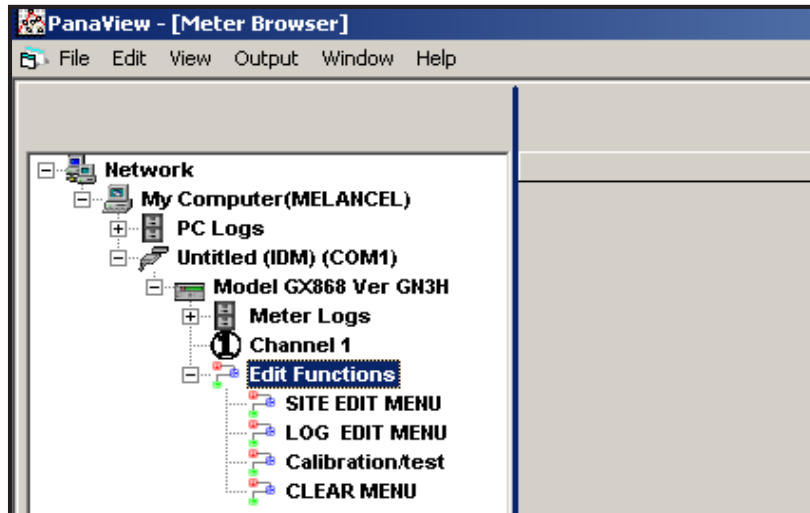 PanaView - [Meter Browser]
File Edit View Output Window Help
Network
My Computer(MELANCEL)
PC Logs
Untitled (IDM) (COM1)
Model GX868 Ver GN3H
Meter Logs
1 Channel 1
Edit Functions
SITE EDIT MENU
LOG EDIT MENU
Calibration/test
CLEAR MENU